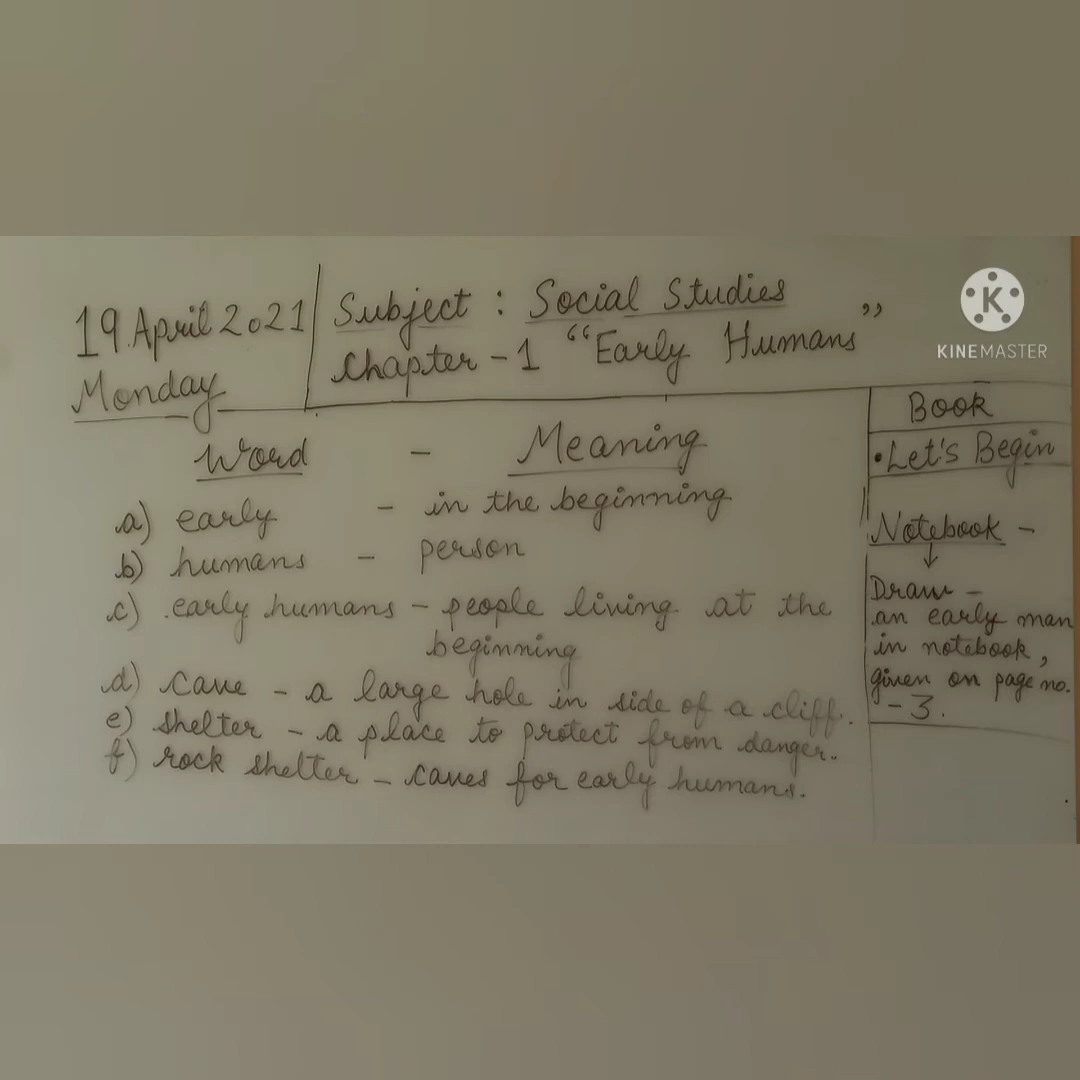 19.April 2021
Monday
Subject : Social Studies
Chapter - 1 “Early Humans”
KINEMASTER
Word - Meaning
a) early - in the beginning
b) humans - person
c) early humans - people living at the
beginning
d) cave - a large hole in side of a cliff.
e) shelter - a place to protect from danger.
f) rock shelter - caves for early humans.
Book
• Let's Begin
Notebook -
↓
Draw -
an early man
in notebook,
given on page no.
- 3.